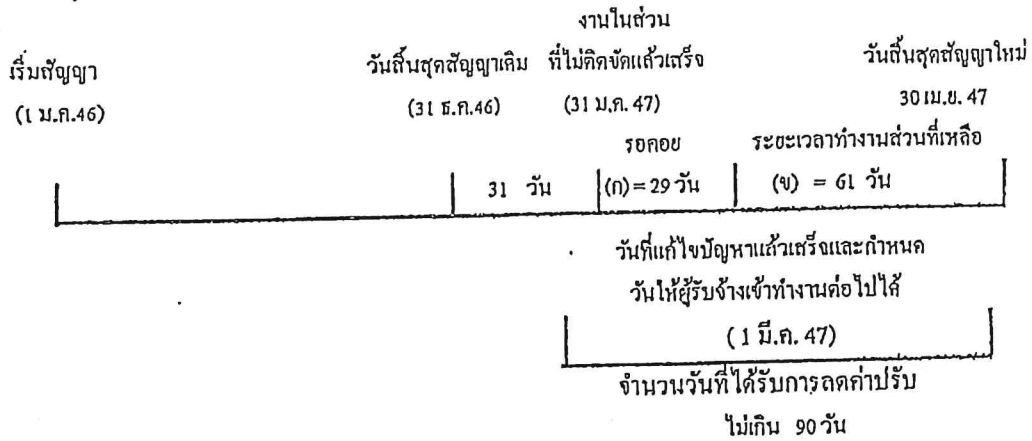 งานในส่วน
เริ่มสัญญา วันสิ้นสุดสัญญาเดิม ที่ไม่ติดขัดแล้วเสร็จ วันสิ้นสุดสัญญาใหม่
(1 ม.ค.46) (31 ธ.ค.46) (31 ม.ค. 47) 30 เม.ย. 47
รอคอย ระยะเวลาทำงานส่วนที่เหลือ
31 วัน (ก) = 29 วัน (ข) = 61 วัน
วันที่แก้ไขปัญหาแล้วเสร็จและกำหนด
วันให้ผู้รับจ้างเข้าทำงานต่อไปได้
(1 มี.ค. 47)
จำนวนวันที่ได้รับการลดค่าปรับ
ไม่เกิน 90 วัน